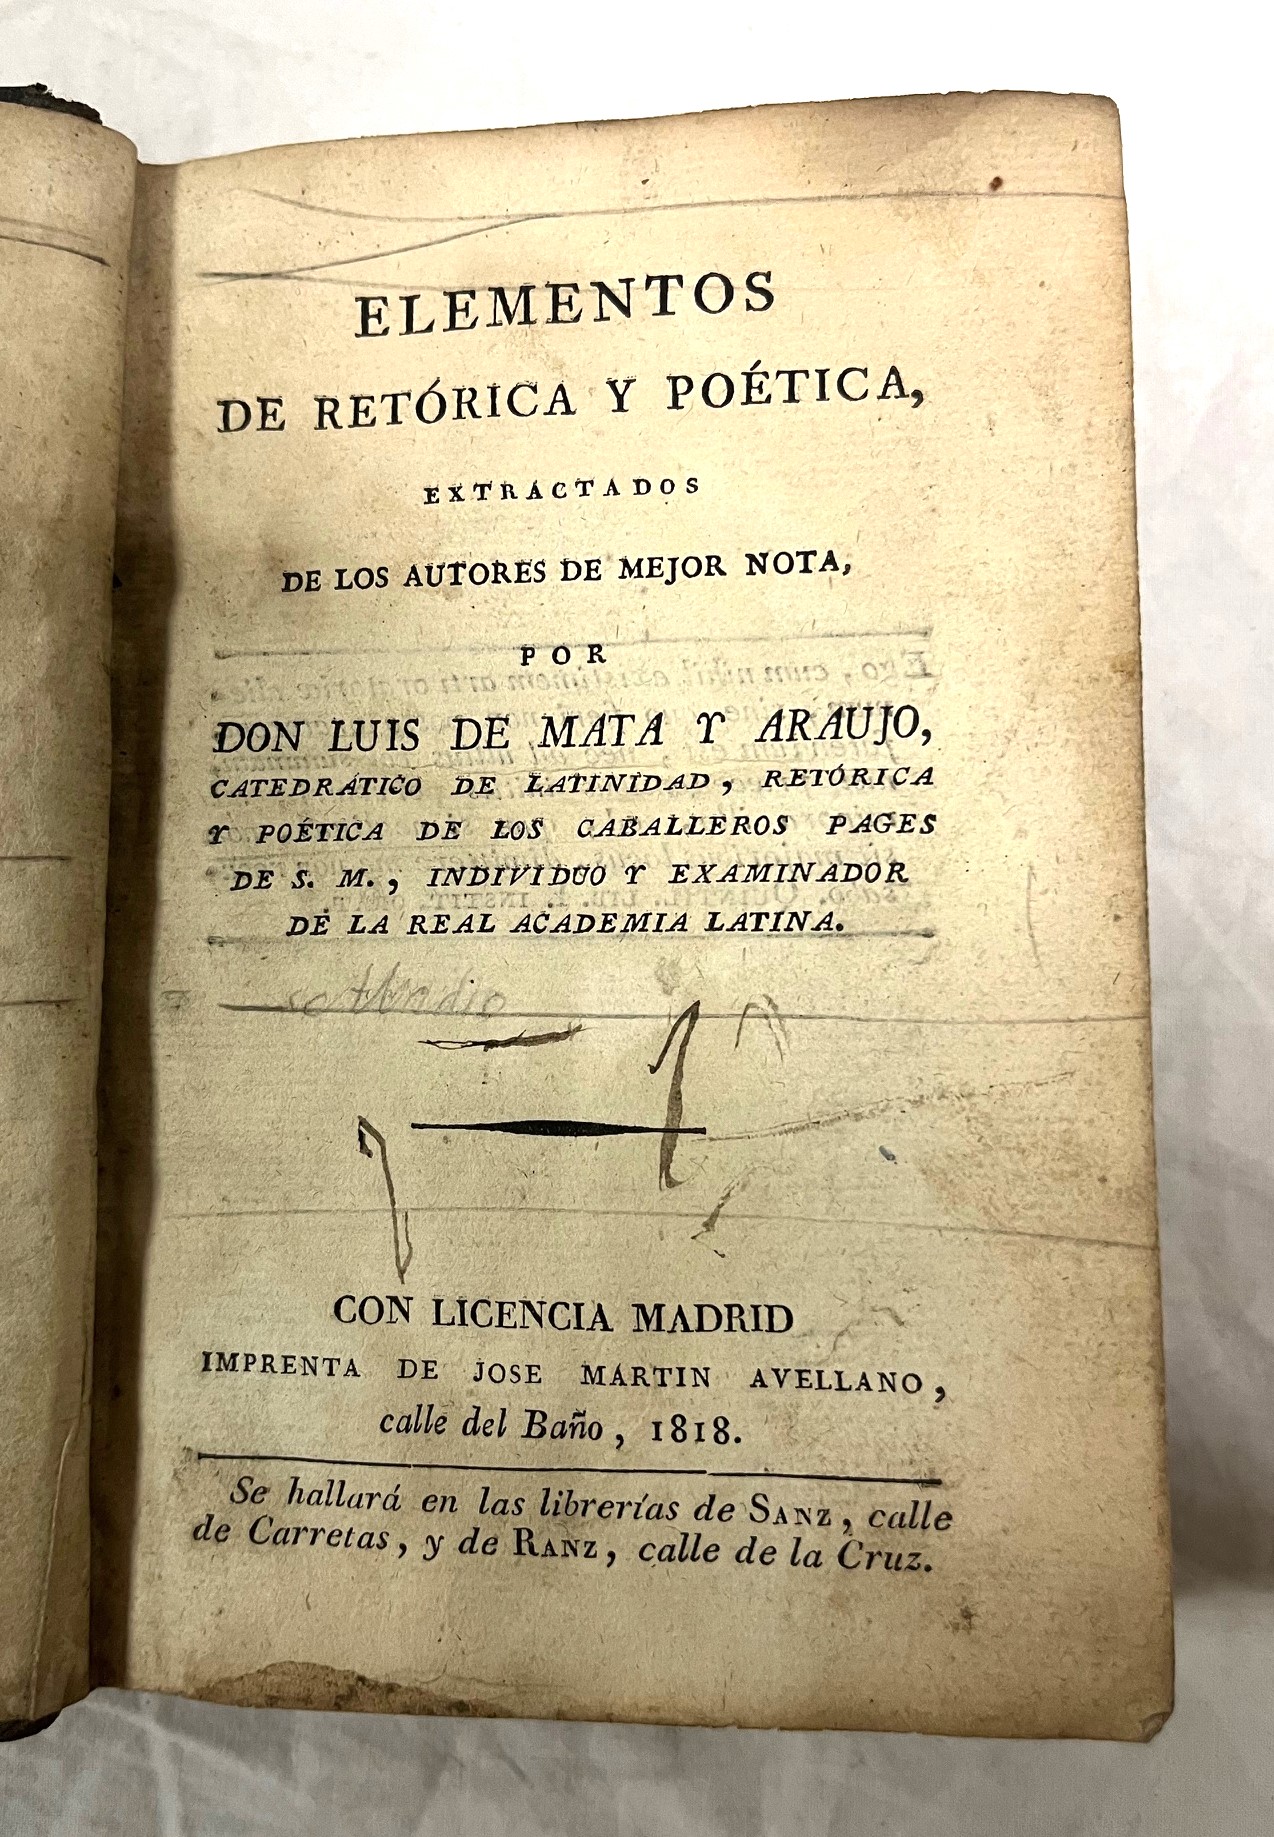 ELEMENTOS
DE RETÓRICA Y POÉTICA,
EXTRACTADOS
DE LOS AUTORES DE MEJOR NOTA,
POR
DON LUIS DE MATA Y ARAUJO,
CATEDRÁTICO DE LATINIDAD, RETÓRICA
Y POÉTICA DE LOS CABALLEROS PAGES
DE S. M., INDIVIDUO Y EXAMINADOR
DE LA REAL ACADEMIA LATINA.
CON LICENCIA MADRID
IMPRENTA DE JOSE MARTIN AVELLANO,
calle del Baño, 1818.
Se hallará en las librerías de SANZ, calle
de Carretas, y de RANZ, calle de la Cruz.